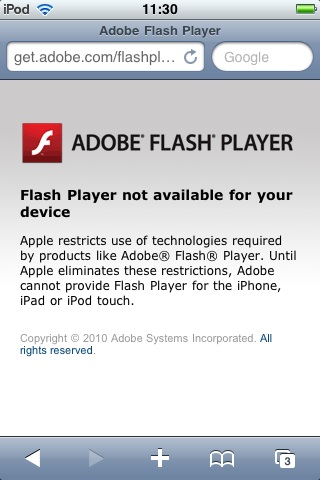 iPod 11:30
Adobe Flash Player
get.adobe.com/flashpl... Google
ADOBE® FLASH® PLAYER
Flash Player not available for your
device
Apple restricts use of technologies required
by products like Adobe® Flash® Player. Until
Apple eliminates these restrictions, Adobe
cannot provide Flash Player for the iPhone,
iPad or iPod touch.
Copyright © 2010 Adobe Systems Incorporated. All
rights reserved.
3